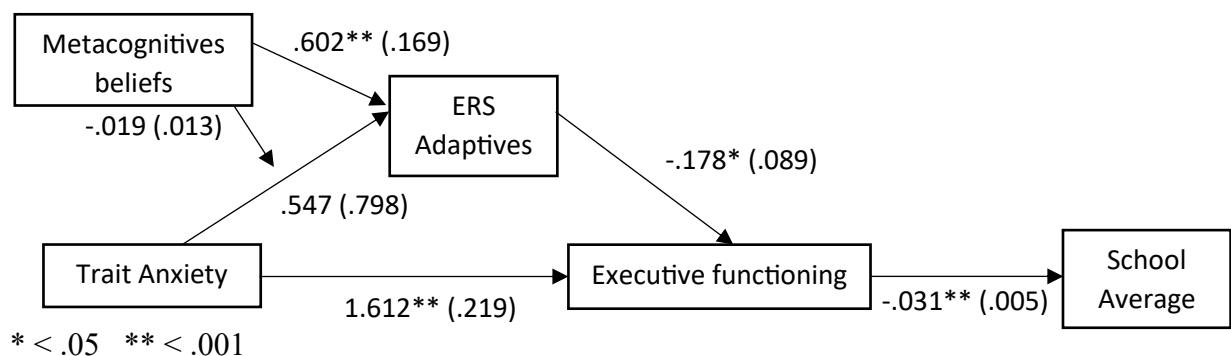 Metacognitives
beliefs
.602** (.169)
ERS
Adaptives
-.019 (.013)
-.178* (.089)
.547 (.798)
Trait Anxiety
Executive functioning
School
Average
1.612** (.219)
-.031** (.005)
* < .05 ** < .001